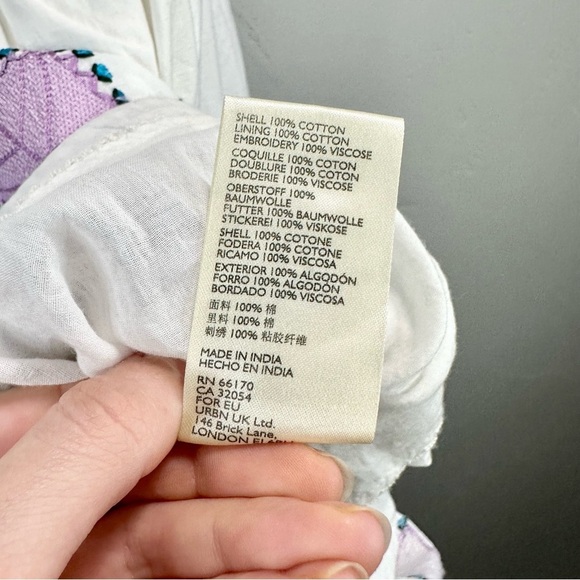 SHELL 100% COTTON
LINING 100% COTTON
EMBROIDERY 100% VISCOSE
COQUILLE 100% COTON
DOUBLURE 100% COTON
BRODERIE 100% VISCOSE
OBERSTOFF 100%
BAUMWOLLE
FUTTER 100% BAUMWOLLE
STICKEREI 100% VISKOSE
SHELL 100% COTONE
FODERA 100% COTONE
RICAMO 100% VISCOSA
EXTERIOR 100% ALGODÓN
FORRO 100% ALGODÓN
BORDADO 100% VISCOSA
面料 100% 棉
里料 100% 棉
刺绣 100% 粘胶纤维
MADE IN INDIA
HECHO EN INDIA
RN 66170
CA 32054
FOR EU
URBN UK Ltd.
146 Brick Lane,
LONDON